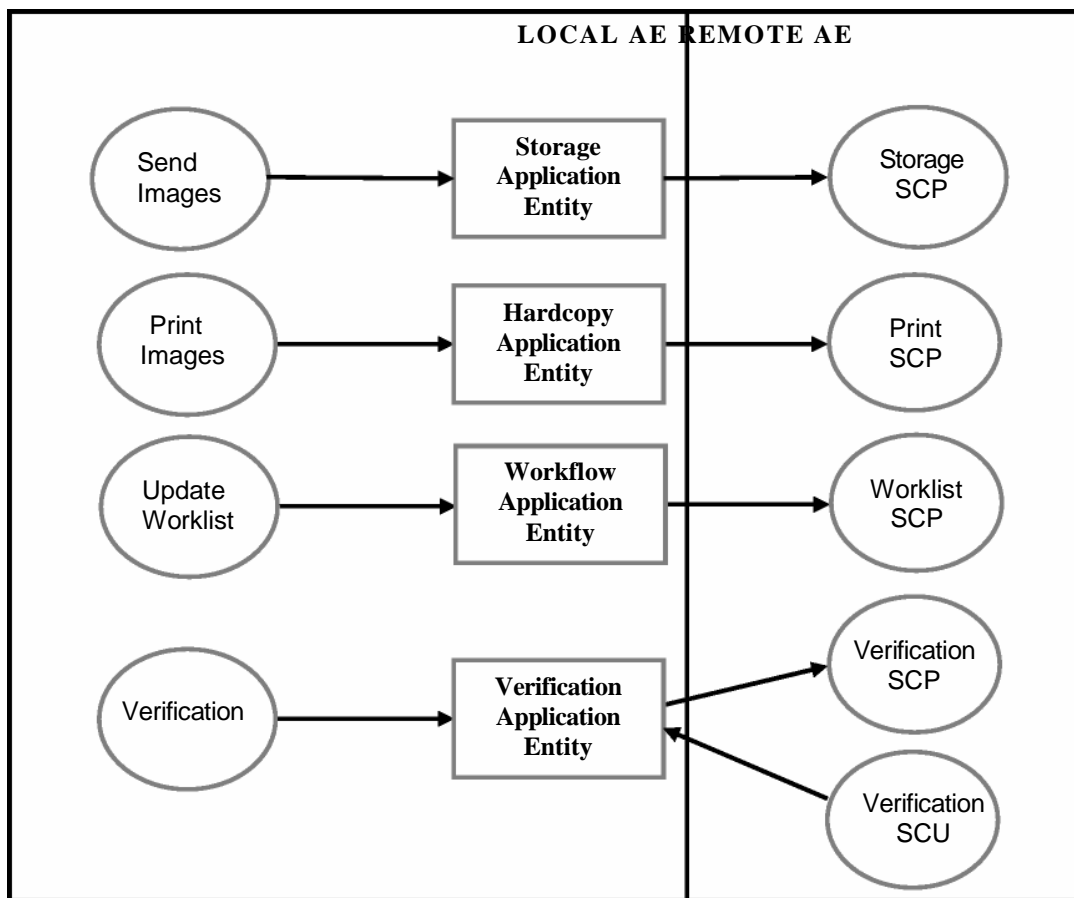 LOCAL AE REMOTE AE
Send
Images
Storage
Application
Entity
Storage
SCP
Print
Images
Hardcopy
Application
Entity
Print
SCP
Update
Worklist
Workflow
Application
Entity
Worklist
SCP
Verification
Verification
Application
Entity
Verification
SCP
Verification
SCU